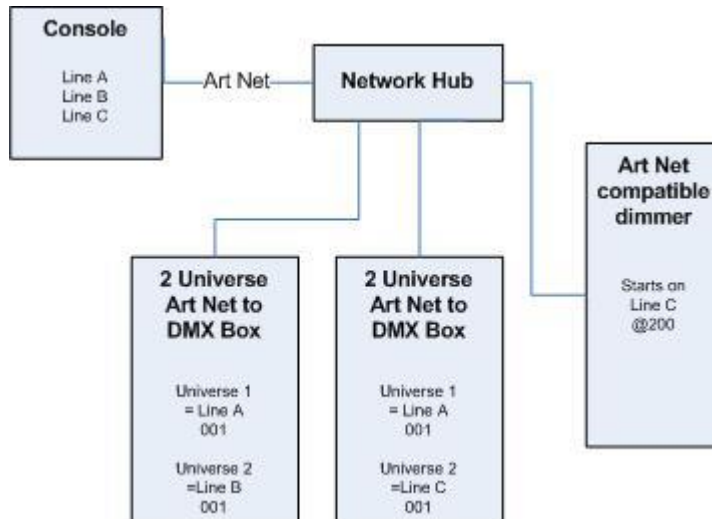 Console
Line A
Line B
Line C
Art Net
Network Hub
Art Net
compatible
dimmer
Starts on
Line C
@200
2 Universe
Art Net to
DMX Box
Universe 1
= Line A
001
Universe 2
=Line B
001
2 Universe
Art Net to
DMX Box
Universe 1
= Line A
001
Universe 2
=Line C
001